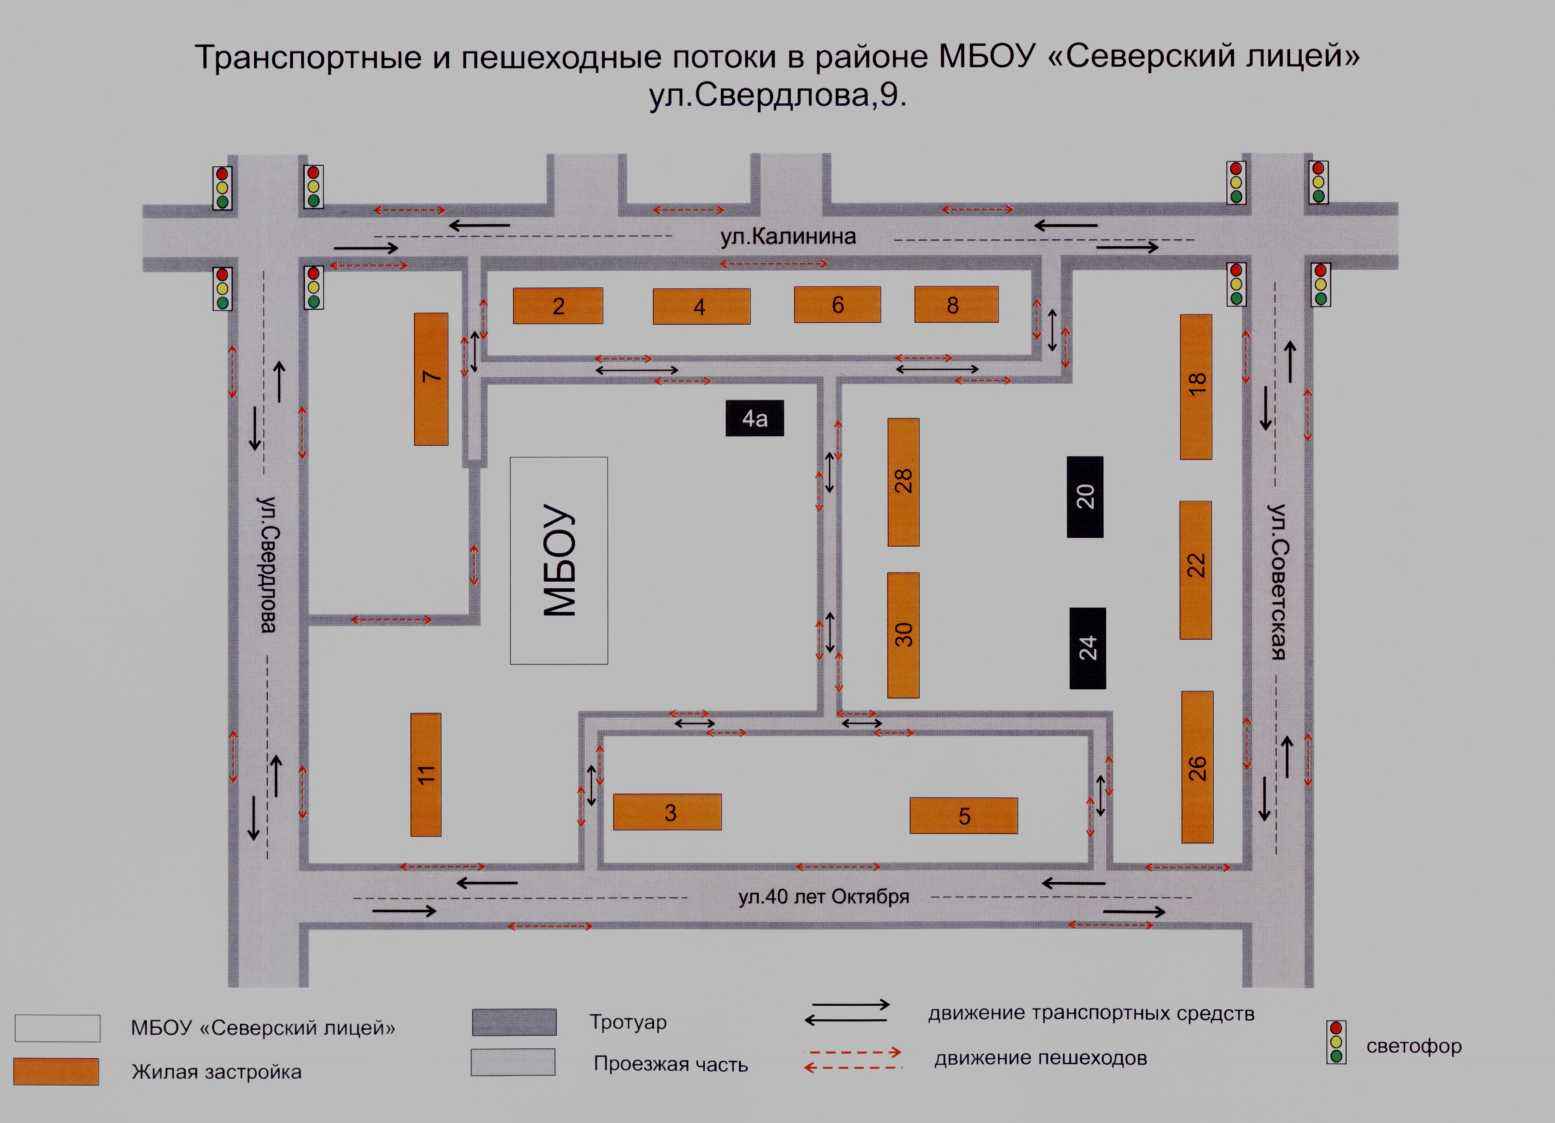 Транспортные и пешеходные потоки в районе МБОУ «Северский лицей»
ул.Свердлова,9.
ул.Калинина
2
4
6
8
7
18
4а
28
20
МБОУ
ул.Свердлова
22
ул.Советская
30
24
11
26
3
5
ул.40 лет Октября
МБОУ «Северский лицей»
Жилая застройка
Тротуар
Проезжая часть
движение транспортных средств
движение пешеходов
светофор